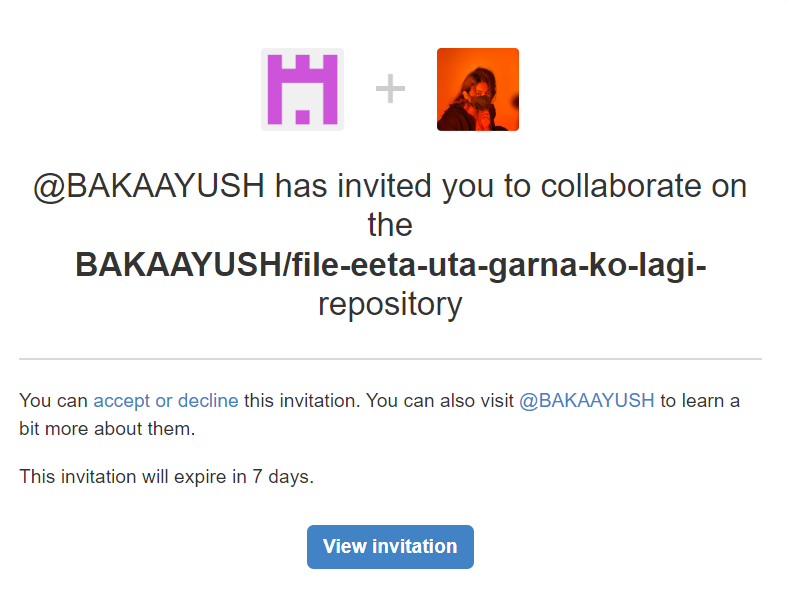 @BAKAAYUSH has invited you to collaborate on
the
BAKAAYUSH/file-eeta-uta-garna-ko-lagi-
repository
You can accept or decline this invitation. You can also visit @BAKAAYUSH to learn a
bit more about them.
This invitation will expire in 7 days.
View invitation